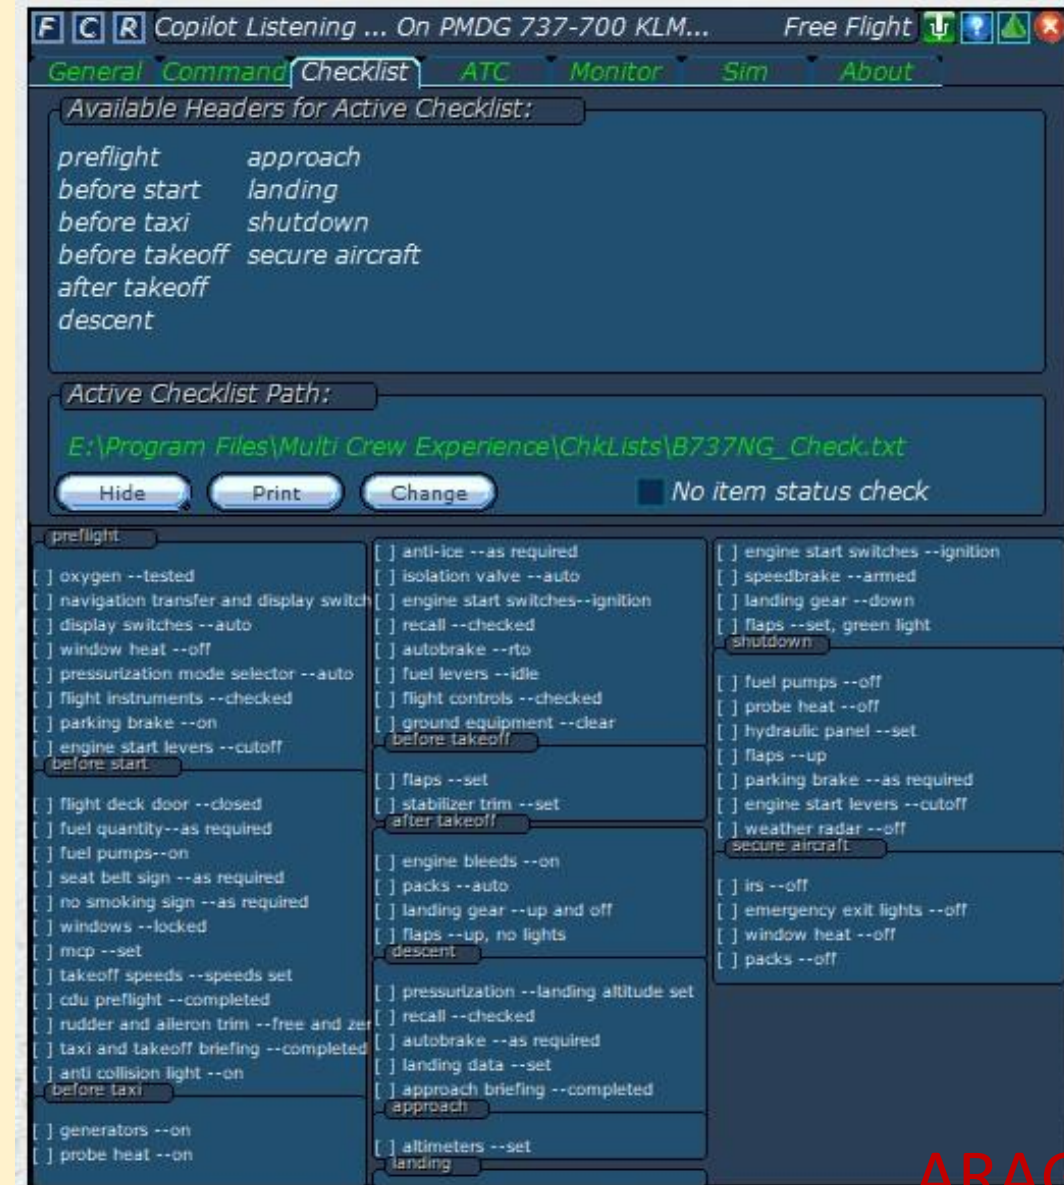 F C R Copilot Listening ... On PMDG 737-700 KLM... Free Flight ?
General Command Checklist ATC Monitor Sim About
Available Headers for Active Checklist:
preflight approach
before start landing
before taxi shutdown
before takeoff secure aircraft
after takeoff
descent
Active Checklist Path:
E:\Program Files\Multi Crew Experience\ChkLists\B737NG_Check.txt
Hide Print Change No item status check
preflight
[ ] oxygen --tested
[ ] navigation transfer and display switch
[ ] display switches --auto
[ ] window heat --off
[ ] pressurization mode selector --auto
[ ] flight instruments --checked
[ ] parking brake --on
[ ] engine start levers --cutoff
before start
[ ] flight deck door --closed
[ ] fuel quantity--as required
[ ] fuel pumps--on
[ ] seat belt sign --as required
[ ] no smoking sign --as required
[ ] windows --locked
[ ] mcp --set
[ ] takeoff speeds --speeds set
[ ] cdu preflight --completed
[ ] rudder and aileron trim --free and zer
[ ] taxi and takeoff briefing --completed
[ ] anti collision light --on
before taxi
[ ] generators --on
[ ] probe heat --on
[ ] anti-ice --as required
[ ] isolation valve --auto
[ ] engine start switches--ignition
[ ] recall --checked
[ ] autobrake --rto
[ ] fuel levers --idle
[ ] flight controls --checked
[ ] ground equipment --clear
before takeoff
[ ] flaps --set
[ ] stabilizer trim --set
after takeoff
[ ] engine bleeds --on
[ ] packs --auto
[ ] landing gear --up and off
[ ] flaps --up, no lights
descent
[ ] pressurization --landing altitude set
[ ] recall --checked
[ ] autobrake --as required
[ ] landing data --set
[ ] approach briefing --completed
approach
[ ] altimeters --set
landing
[ ] engine start switches --ignition
[ ] speedbrake --armed
[ ] landing gear --down
[ ] flaps --set, green light
shutdown
[ ] fuel pumps --off
[ ] probe heat --off
[ ] hydraulic panel --set
[ ] flaps --up
[ ] parking brake --as required
[ ] engine start levers --cutoff
[ ] weather radar --off
secure aircraft
[ ] irs --off
[ ] emergency exit lights --off
[ ] window heat --off
[ ] packs --off